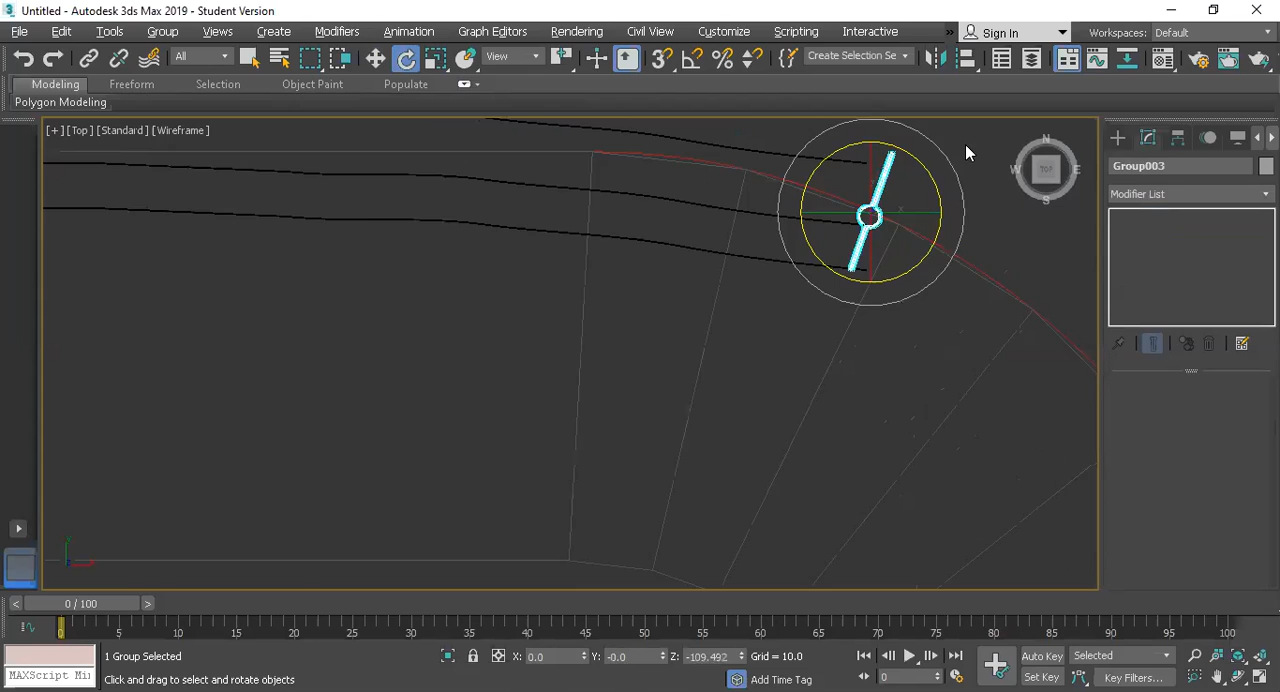 Untitled - Autodesk 3ds Max 2019 - Student Version
File Edit Tools Group Views Create Modifiers Animation Graph Editors Rendering Civil View Customize Scripting Interactive » Sign In Workspaces: Default
All View Create Selection Se
Modeling Freeform Selection Object Paint Populate
Polygon Modeling
[+] [Top] [Standard] [Wireframe]
N
W TOP E
S
x
Group003
Modifier List
y
< 0 / 100 >
0 5 10 15 20 25 30 35 40 45 50 55 60 65 70 75 80 85 90 95 100
1 Group Selected X: 0.0 Y: -0.0 Z: -109.492 Grid = 10.0 Auto Key Selected
MAXScript Mi Click and drag to select and rotate objects Add Time Tag 0 Set Key Key Filters...